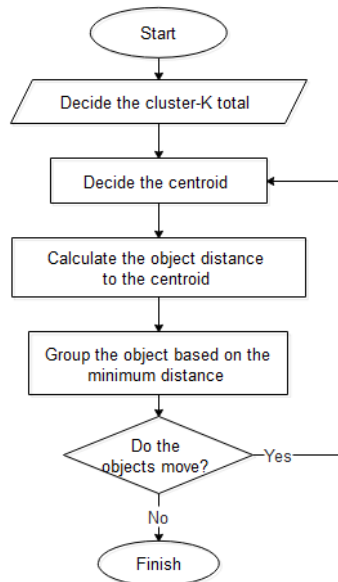 Start
Decide the cluster-K total
Decide the centroid
Calculate the object distance
to the centroid
Group the object based on the
minimum distance
Do the
objects move?
Yes
No
Finish